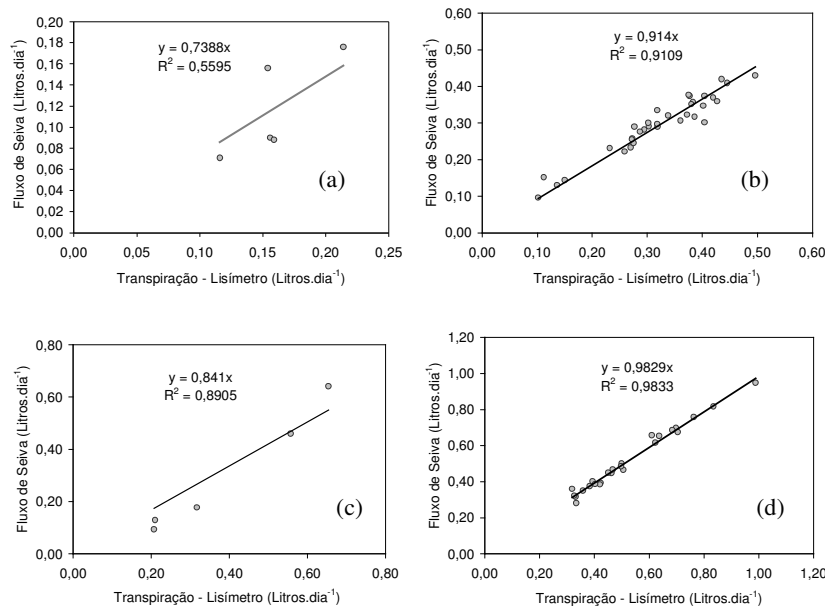 0,20
0,18
0,16
0,14
0,12
0,10
0,08
0,06
0,04
0,02
0,00
Fluxo de Seiva (Litros.dia⁻¹)
y = 0,7388x
R² = 0,5595
(a)
0,00 0,05 0,10 0,15 0,20 0,25
Transpiração - Lisímetro (Litros.dia⁻¹)
0,60
0,50
0,40
0,30
0,20
0,10
0,00
Fluxo de Seiva (Litros.dia⁻¹)
y = 0,914x
R² = 0,9109
(b)
0,00 0,10 0,20 0,30 0,40 0,50 0,60
Transpiração - Lisímetro (Litros.dia⁻¹)
0,80
0,60
0,40
0,20
0,00
Fluxo de Seiva (Litros.dia⁻¹)
y = 0,841x
R² = 0,8905
(c)
0,00 0,20 0,40 0,60 0,80
Transpiração - Lisímetro (Litros.dia⁻¹)
1,20
1,00
0,80
0,60
0,40
0,20
0,00
Fluxo de Seiva (Litros.dia⁻¹)
y = 0,9829x
R² = 0,9833
(d)
0,00 0,20 0,40 0,60 0,80 1,00 1,20
Transpiração - Lisímetro (Litros.dia⁻¹)